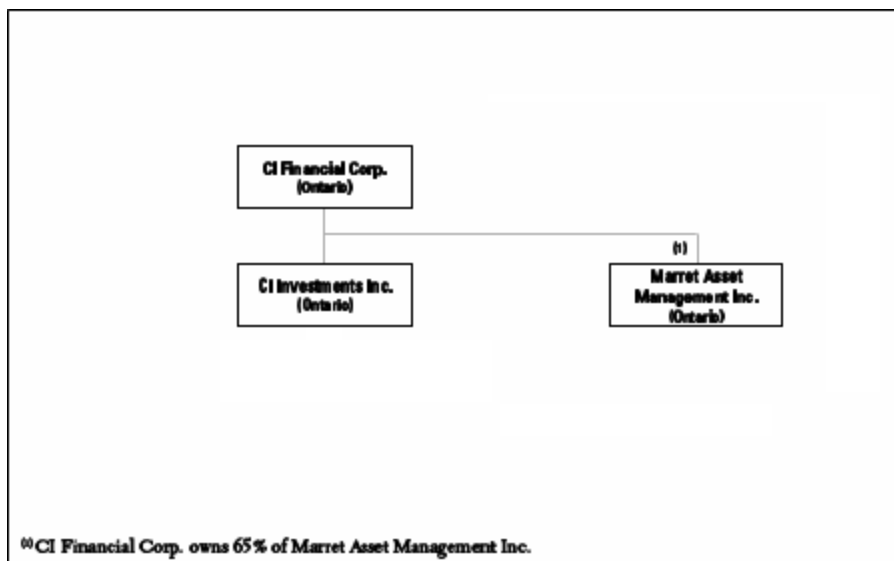 CI Financial Corp.
(Ontario)
(1)
CI Investments Inc.
(Ontario)
Marret Asset
Management Inc.
(Ontario)
(1) CI Financial Corp. owns 65% of Marret Asset Management Inc.